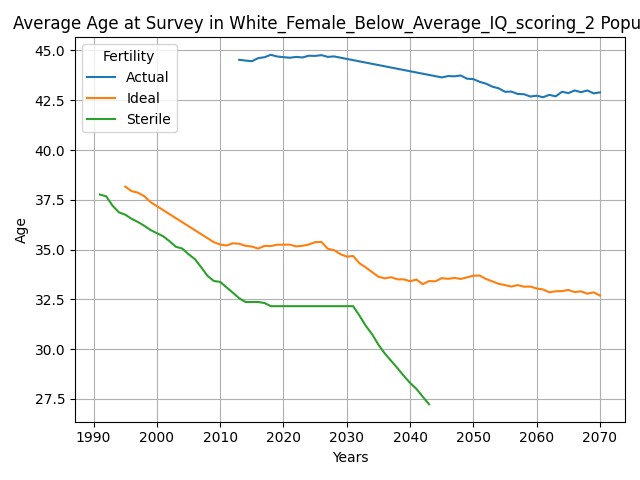 Average Age at Survey in White_Female_Below_Average_IQ_scoring_2 Popu
45.0
42.5
40.0
37.5
35.0
32.5
30.0
27.5
Age
Fertility
Actual
Ideal
Sterile
1990 2000 2010 2020 2030 2040 2050 2060 2070
Years